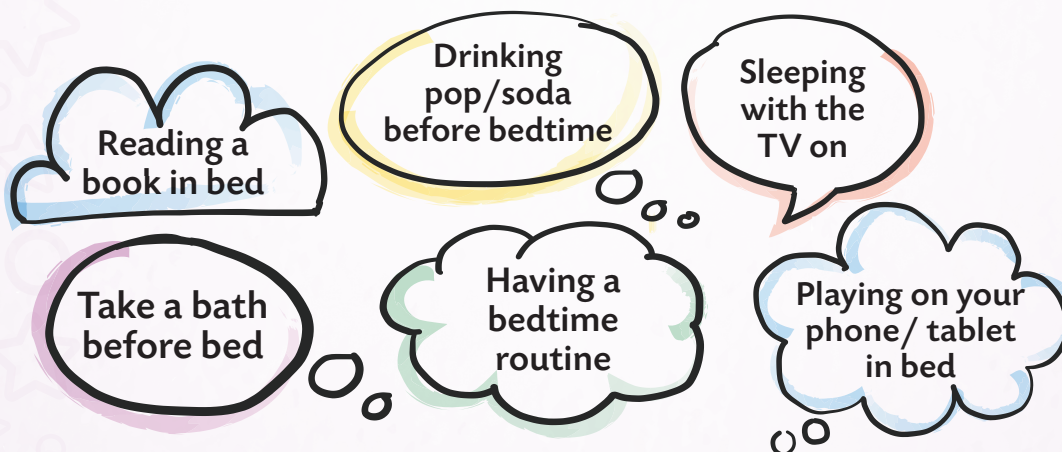 Reading a
book in bed
Drinking
pop/soda
before bedtime
Sleeping
with the
TV on
Take a bath
before bed
Having a
bedtime
routine
Playing on your
phone/ tablet
in bed